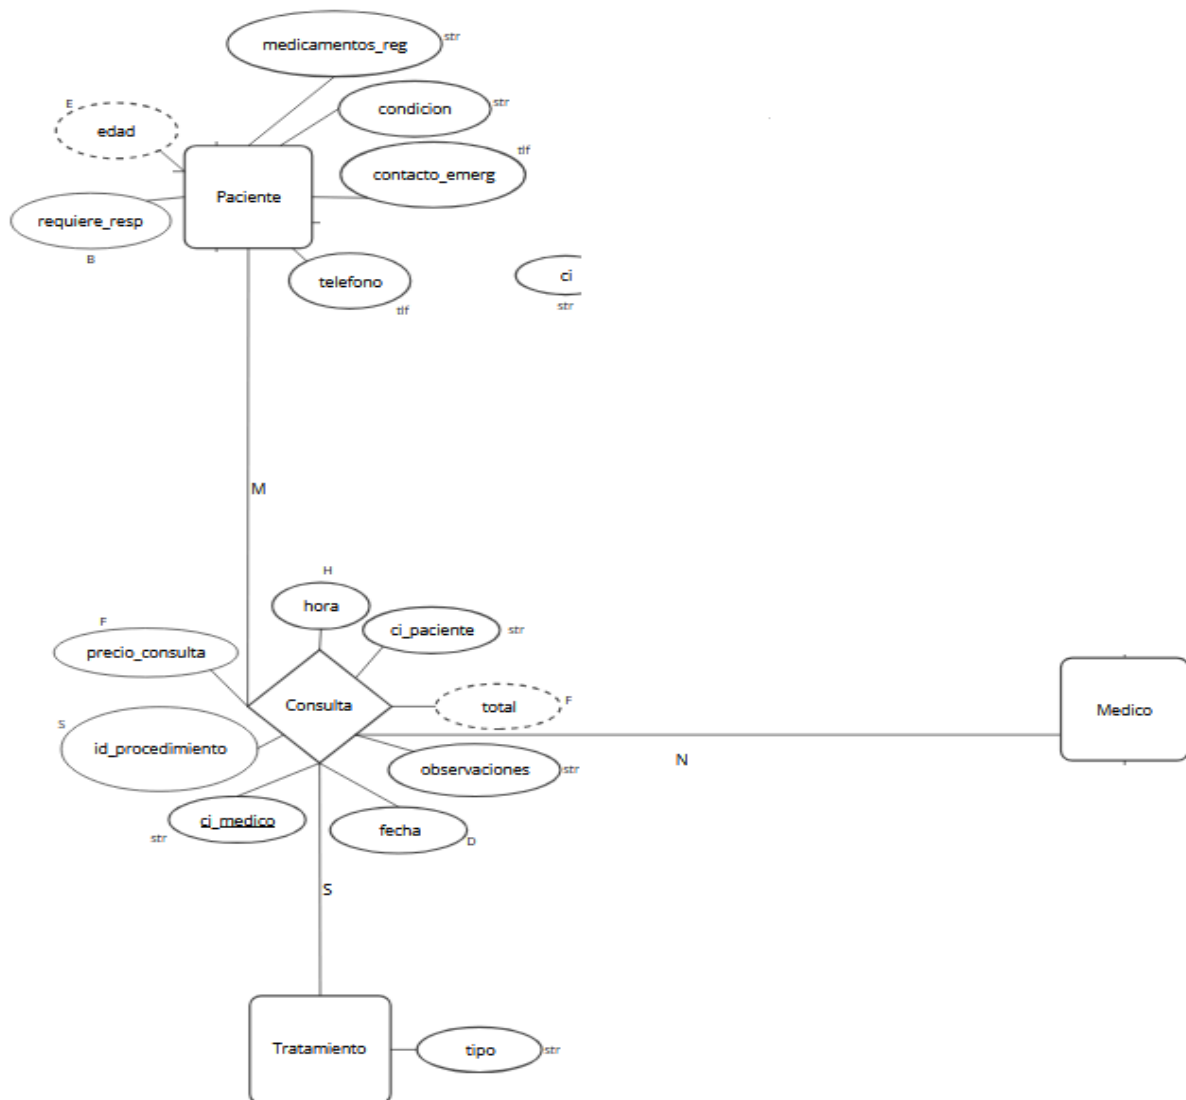 medicamentos_reg
str
condicion
str
E
edad
tlf
contacto_emerg
Paciente
requiere_resp
B
telefono
tlf
ci
str
M
H
hora
ci_paciente
str
F
precio_consulta
Consulta
total
F
Medico
S
id_procedimiento
N
observaciones
str
ci_medico
str
fecha
D
S
Tratamiento
tipo
str